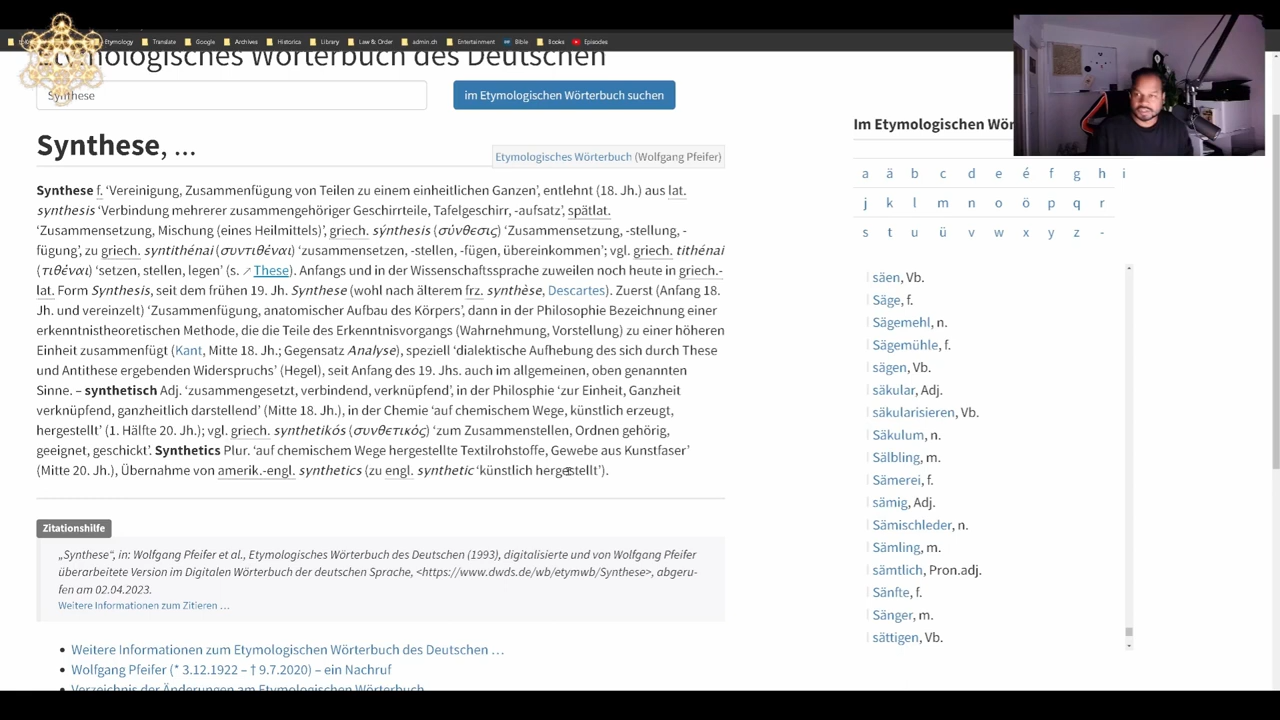 Etymology Translate Google Archives Historica Library Law & Order admin.ch Entertainment Bible Books Episodes
Etymologisches Wörterbuch des Deutschen
Synthese
im Etymologischen Wörterbuch suchen
Synthese, ...
Etymologisches Wörterbuch (Wolfgang Pfeifer)
Synthese f. ‘Vereinigung, Zusammenfügung von Teilen zu einem einheitlichen Ganzen’, entlehnt (18. Jh.) aus lat.
synthesis ‘Verbindung mehrerer zusammengehöriger Geschirrteile, Tafelgeschirr, -aufsatz’, spätlat.
‘Zusammensetzung, Mischung (eines Heilmittels)’, griech. sýnthesis (σύνθεσις) ‘Zusammensetzung, -stellung, -
fügung’, zu griech. syntithénai (συντιθέναι) ‘zusammensetzen, -stellen, -fügen, übereinkommen’; vgl. griech. tithénai
(τιθέναι) ‘setzen, stellen, legen’ (s. ↗ These). Anfangs und in der Wissenschaftssprache zuweilen noch heute in griech.-
lat. Form Synthesis, seit dem frühen 19. Jh. Synthese (wohl nach älterem frz. synthèse, Descartes). Zuerst (Anfang 18.
Jh. und vereinzelt) ‘Zusammenfügung, anatomischer Aufbau des Körpers’, dann in der Philosophie Bezeichnung einer
erkenntnistheoretischen Methode, die die Teile des Erkenntnisvorgangs (Wahrnehmung, Vorstellung) zu einer höheren
Einheit zusammenfügt (Kant, Mitte 18. Jh.; Gegensatz Analyse), speziell ‘dialektische Aufhebung des sich durch These
und Antithese ergebenden Widerspruchs’ (Hegel), seit Anfang des 19. Jhs. auch im allgemeinen, oben genannten
Sinne. – synthetisch Adj. ‘zusammengesetzt, verbindend, verknüpfend’, in der Philosphie ‘zur Einheit, Ganzheit
verknüpfend, ganzheitlich darstellend’ (Mitte 18. Jh.), in der Chemie ‘auf chemischem Wege, künstlich erzeugt,
hergestellt’ (1. Hälfte 20. Jh.); vgl. griech. synthetikós (συνθετικός) ‘zum Zusammenstellen, Ordnen gehörig,
geeignet, geschickt’. Synthetics Plur. ‘auf chemischem Wege hergestellte Textilrohstoffe, Gewebe aus Kunstfaser’
(Mitte 20. Jh.), Übernahme von amerik.-engl. synthetics (zu engl. synthetic ‘künstlich hergestellt’).
Zitationshilfe
„Synthese“, in: Wolfgang Pfeifer et al., Etymologisches Wörterbuch des Deutschen (1993), digitalisierte und von Wolfgang Pfeifer
überarbeitete Version im Digitalen Wörterbuch der deutschen Sprache, <https://www.dwds.de/wb/etymwb/Synthese>, abgeru-
fen am 02.04.2023.
Weitere Informationen zum Zitieren …
• Weitere Informationen zum Etymologischen Wörterbuch des Deutschen …
• Wolfgang Pfeifer (* 3.12.1922 – † 9.7.2020) – ein Nachruf
• Verzeichnis der Änderungen am Etymologischen Wörterbuch
Im Etymologischen Wör
a ä b c d e é f g h i
j k l m n o ö p q r
s t u ü v w x y z -
säen, Vb.
Säge, f.
Sägemehl, n.
Sägemühle, f.
sägen, Vb.
säkular, Adj.
säkularisieren, Vb.
Säkulum, n.
Sälbling, m.
Sämerei, f.
sämig, Adj.
Sämischleder, n.
Sämling, m.
sämtlich, Pron.adj.
Sänfte, f.
Sänger, m.
sättigen, Vb.